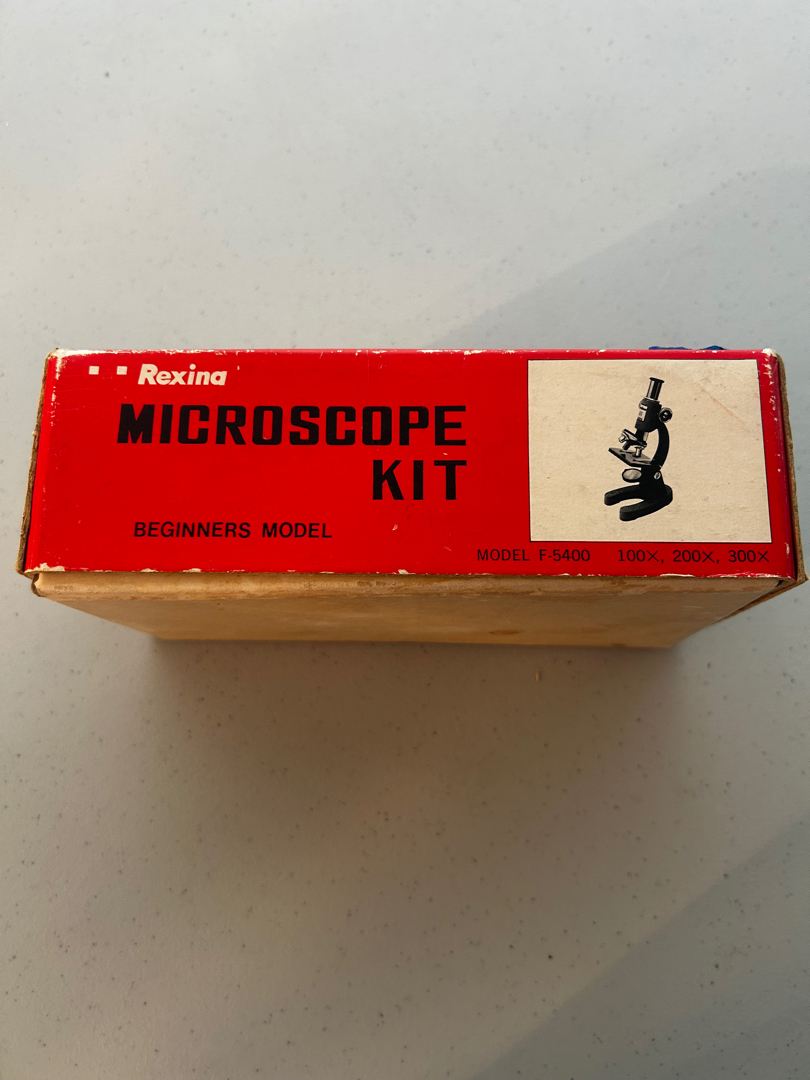 Rexina
MICROSCOPE
KIT
BEGINNERS MODEL
MODEL F-5400 100×, 200×, 300×